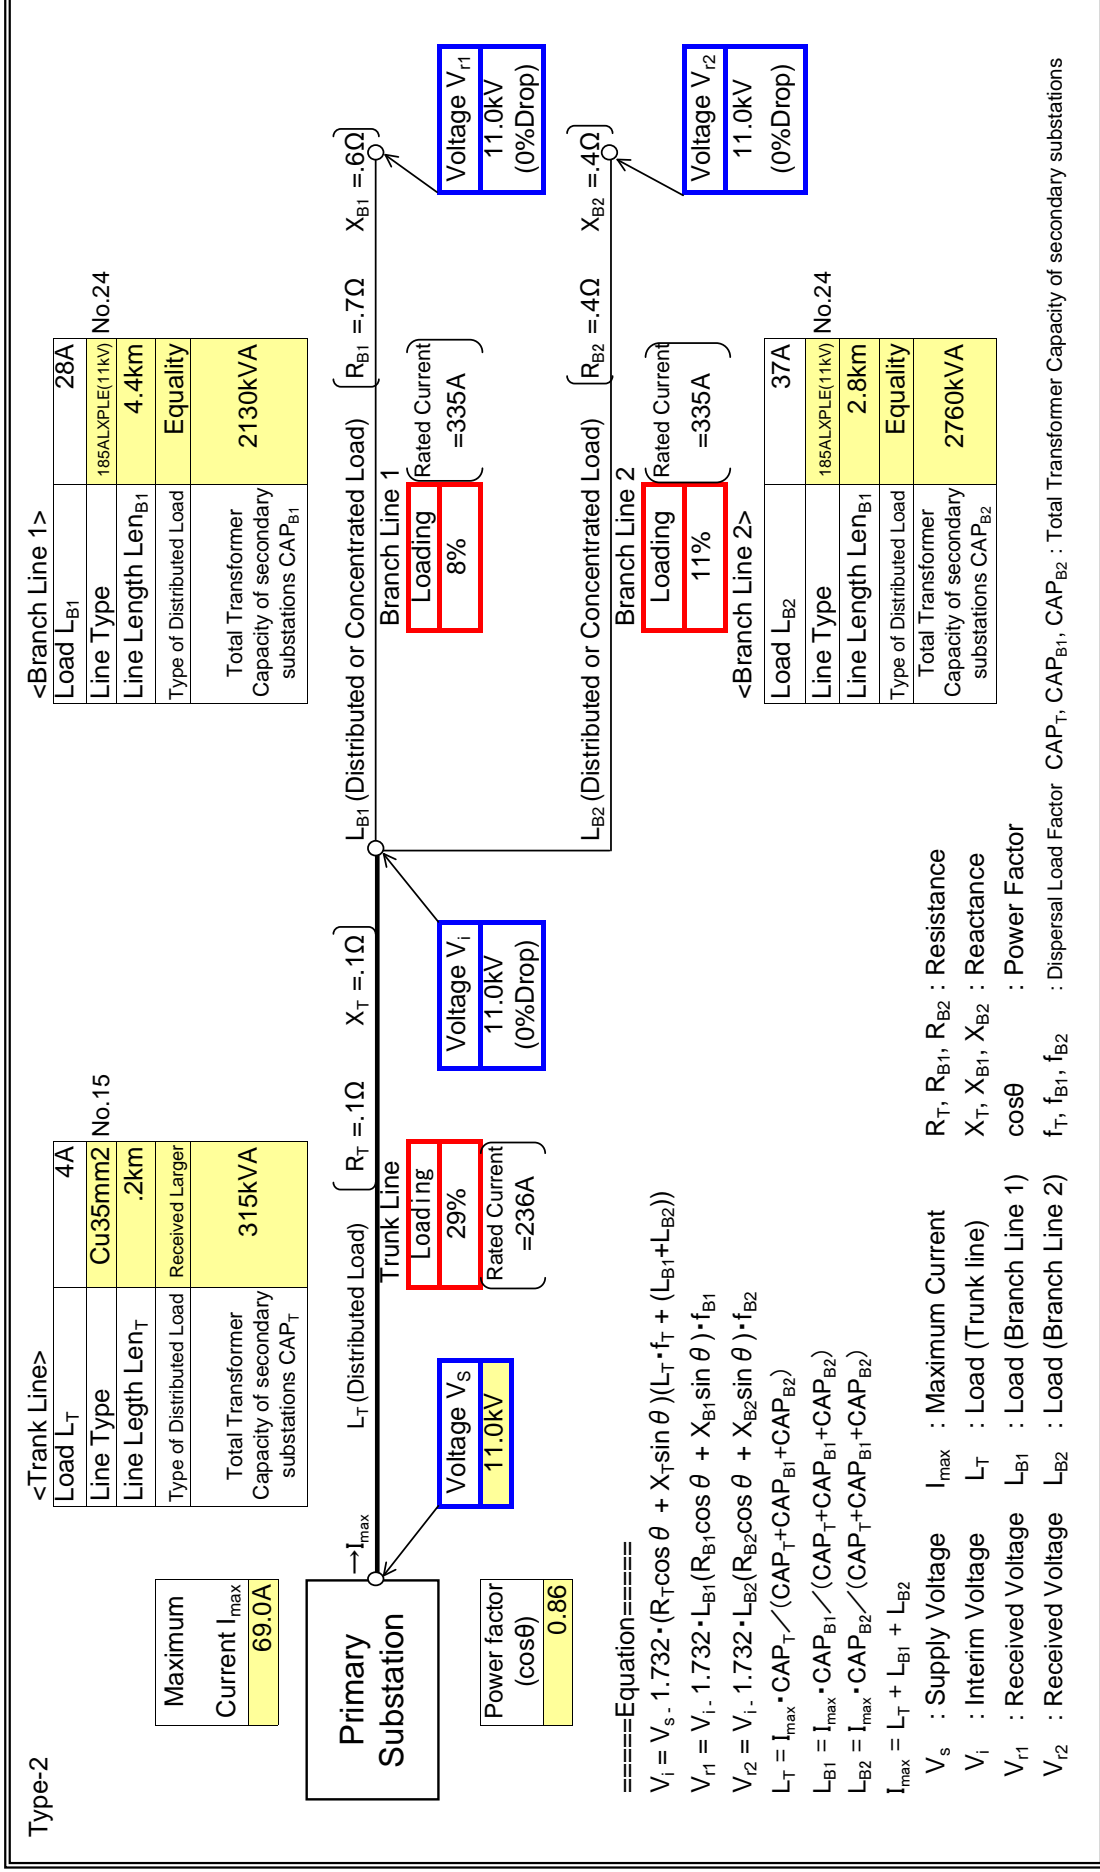 Type-2
<Trank Line>
Load LT 4A
Line Type Cu35mm2 No.15
Line Legth LenT .2km
Type of Distributed Load Received Larger
Total Transformer
Capacity of secondary
substations CAPT
315kVA
<Branch Line 1>
Load LB1 28A
Line Type 185ALXPLE(11kV) No.24
Line Length LenB1 4.4km
Type of Distributed Load Equality
Total Transformer
Capacity of secondary
substations CAPB1
2130kVA
Maximum
Current Imax
69.0A
Primary
Substation
→Imax
LT (Distributed Load)
RT =.1Ω XT =.1Ω
LB1 (Distributed or Concentrated Load)
RB1 =.7Ω XB1 =.6Ω
Trunk Line
Loading
29%
Rated Current
=236A
Branch Line 1
Loading
8%
Rated Current
=335A
Voltage VS
11.0kV
Voltage Vi
11.0kV
(0%Drop)
Voltage Vr1
11.0kV
(0%Drop)
Power factor
(cosθ)
0.86
LB2 (Distributed or Concentrated Load)
RB2 =.4Ω XB2 =.4Ω
Branch Line 2
Loading
11%
Rated Current
=335A
Voltage Vr2
11.0kV
(0%Drop)
<Branch Line 2>
Load LB2 37A
Line Type 185ALXPLE(11kV) No.24
Line Length LenB1 2.8km
Type of Distributed Load Equality
Total Transformer
Capacity of secondary
substations CAPB2
2760kVA
=====Equation=====
Vi = Vs - 1.732・(RTcosθ + XTsinθ)(LT・fT + (LB1+LB2))
Vr1 = Vi - 1.732・LB1(RB1cosθ + XB1sinθ)・fB1
Vr2 = Vi - 1.732・LB2(RB2cosθ + XB2sinθ)・fB2
LT = Imax・CAPT／(CAPT+CAPB1+CAPB2)
LB1 = Imax・CAPB1／(CAPT+CAPB1+CAPB2)
LB2 = Imax・CAPB2／(CAPT+CAPB1+CAPB2)
Imax = LT + LB1 + LB2
Vs : Supply Voltage Imax : Maximum Current RT, RB1, RB2 : Resistance
Vi : Interim Voltage LT : Load (Trunk line) XT, XB1, XB2 : Reactance
Vr1 : Received Voltage LB1 : Load (Branch Line 1) cosθ : Power Factor
Vr2 : Received Voltage LB2 : Load (Branch Line 2) fT, fB1, fB2 : Dispersal Load Factor CAPT, CAPB1, CAPB2 : Total Transformer Capacity of secondary substations